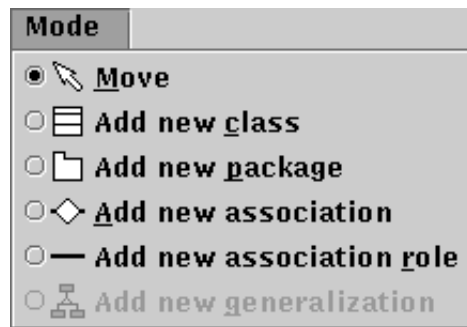 Mode
Move
Add new class
Add new package
Add new association
Add new association role
Add new generalization